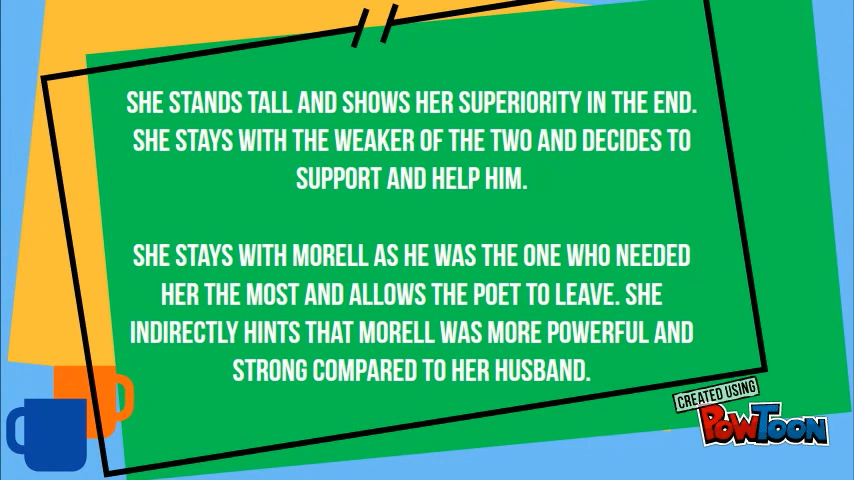 SHE STANDS TALL AND SHOWS HER SUPERIORITY IN THE END.
SHE STAYS WITH THE WEAKER OF THE TWO AND DECIDES TO
SUPPORT AND HELP HIM.
SHE STAYS WITH MORELL AS HE WAS THE ONE WHO NEEDED
HER THE MOST AND ALLOWS THE POET TO LEAVE. SHE
INDIRECTLY HINTS THAT MORELL WAS MORE POWERFUL AND
STRONG COMPARED TO HER HUSBAND.
CREATED USING
POWTOON